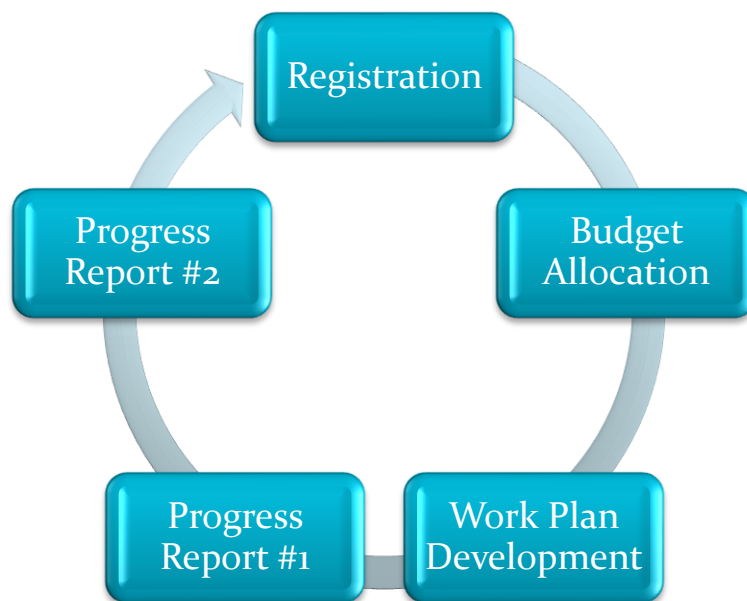 Registration
Budget
Allocation
Work Plan
Development
Progress
Report #1
Progress
Report #2